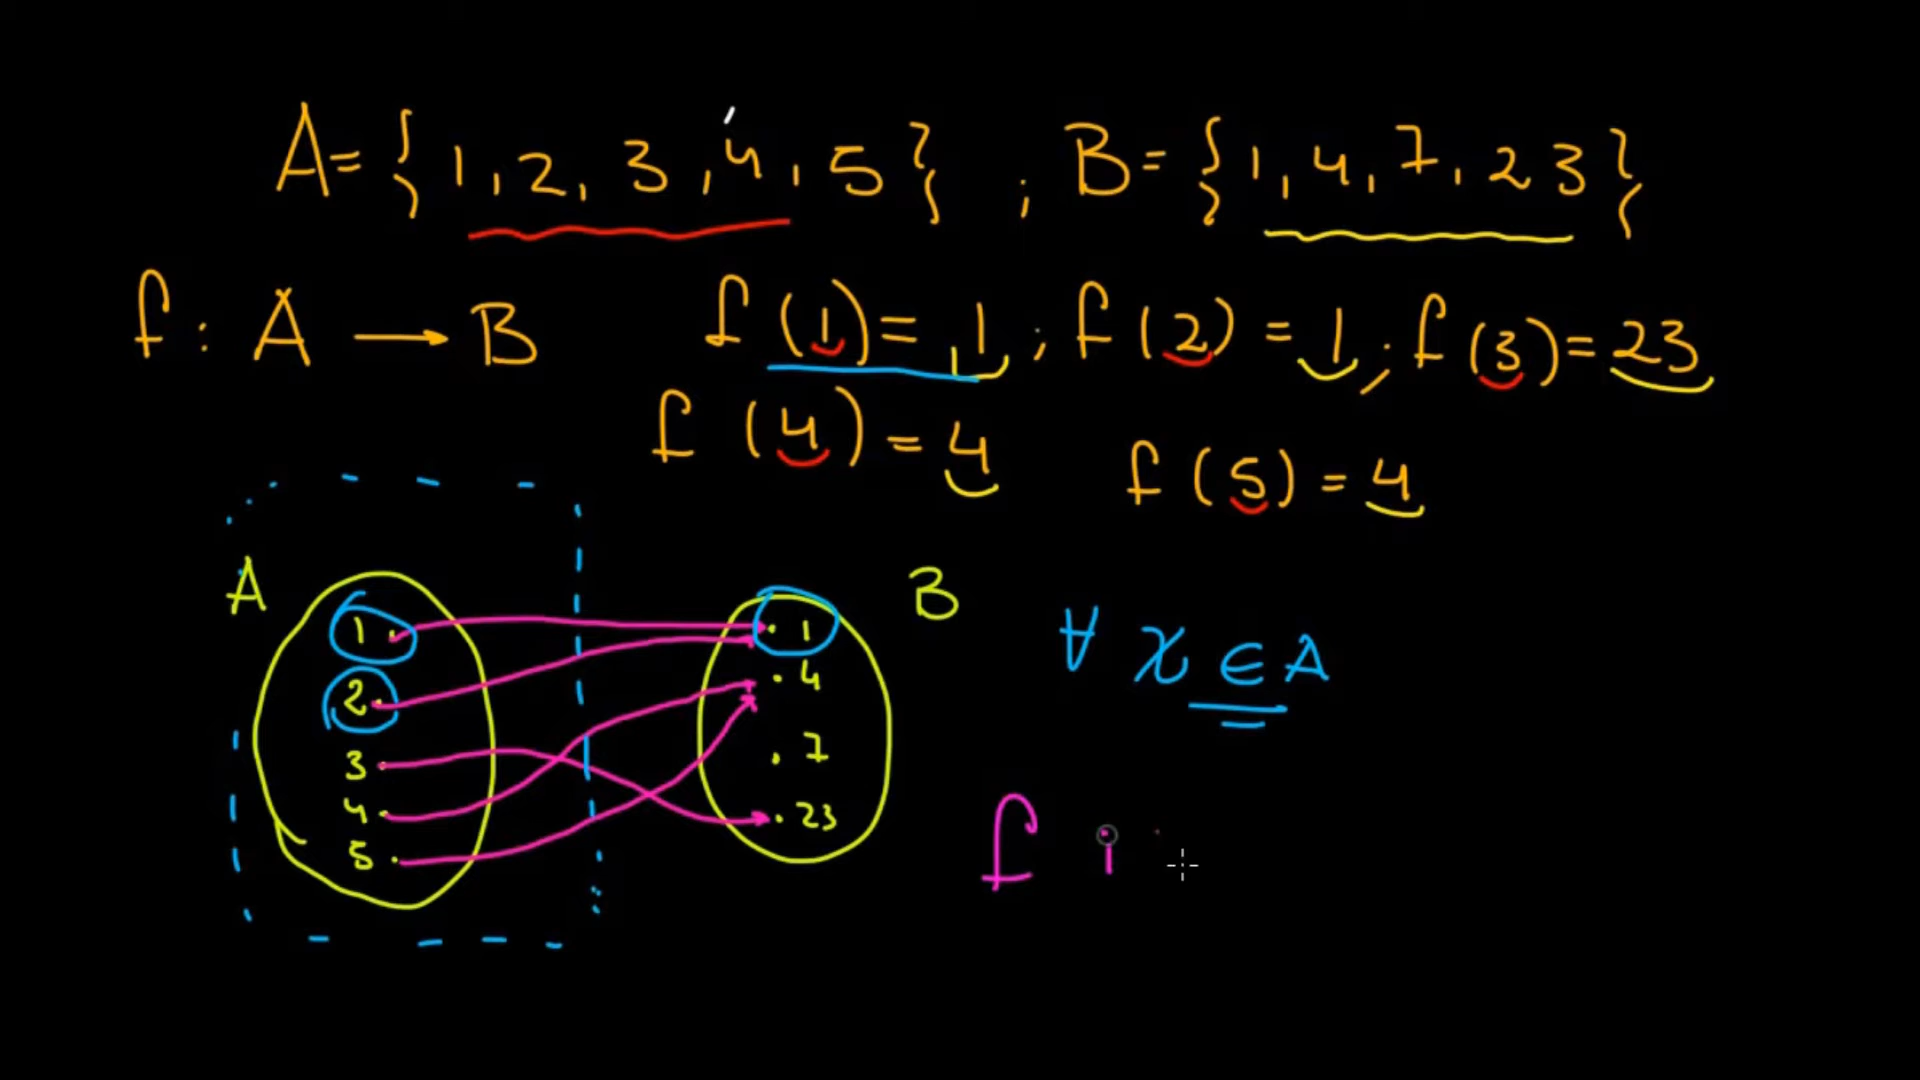 A = { 1, 2, 3, 4, 5 } ; B = { 1, 4, 7, 23 }
f : A → B f(1) = 1 ; f(2) = 1 ; f(3) = 23
f(4) = 4 f(5) = 4
A B
1 1
2 4
3 7
4 23
5
∀ x ∈ A
f i